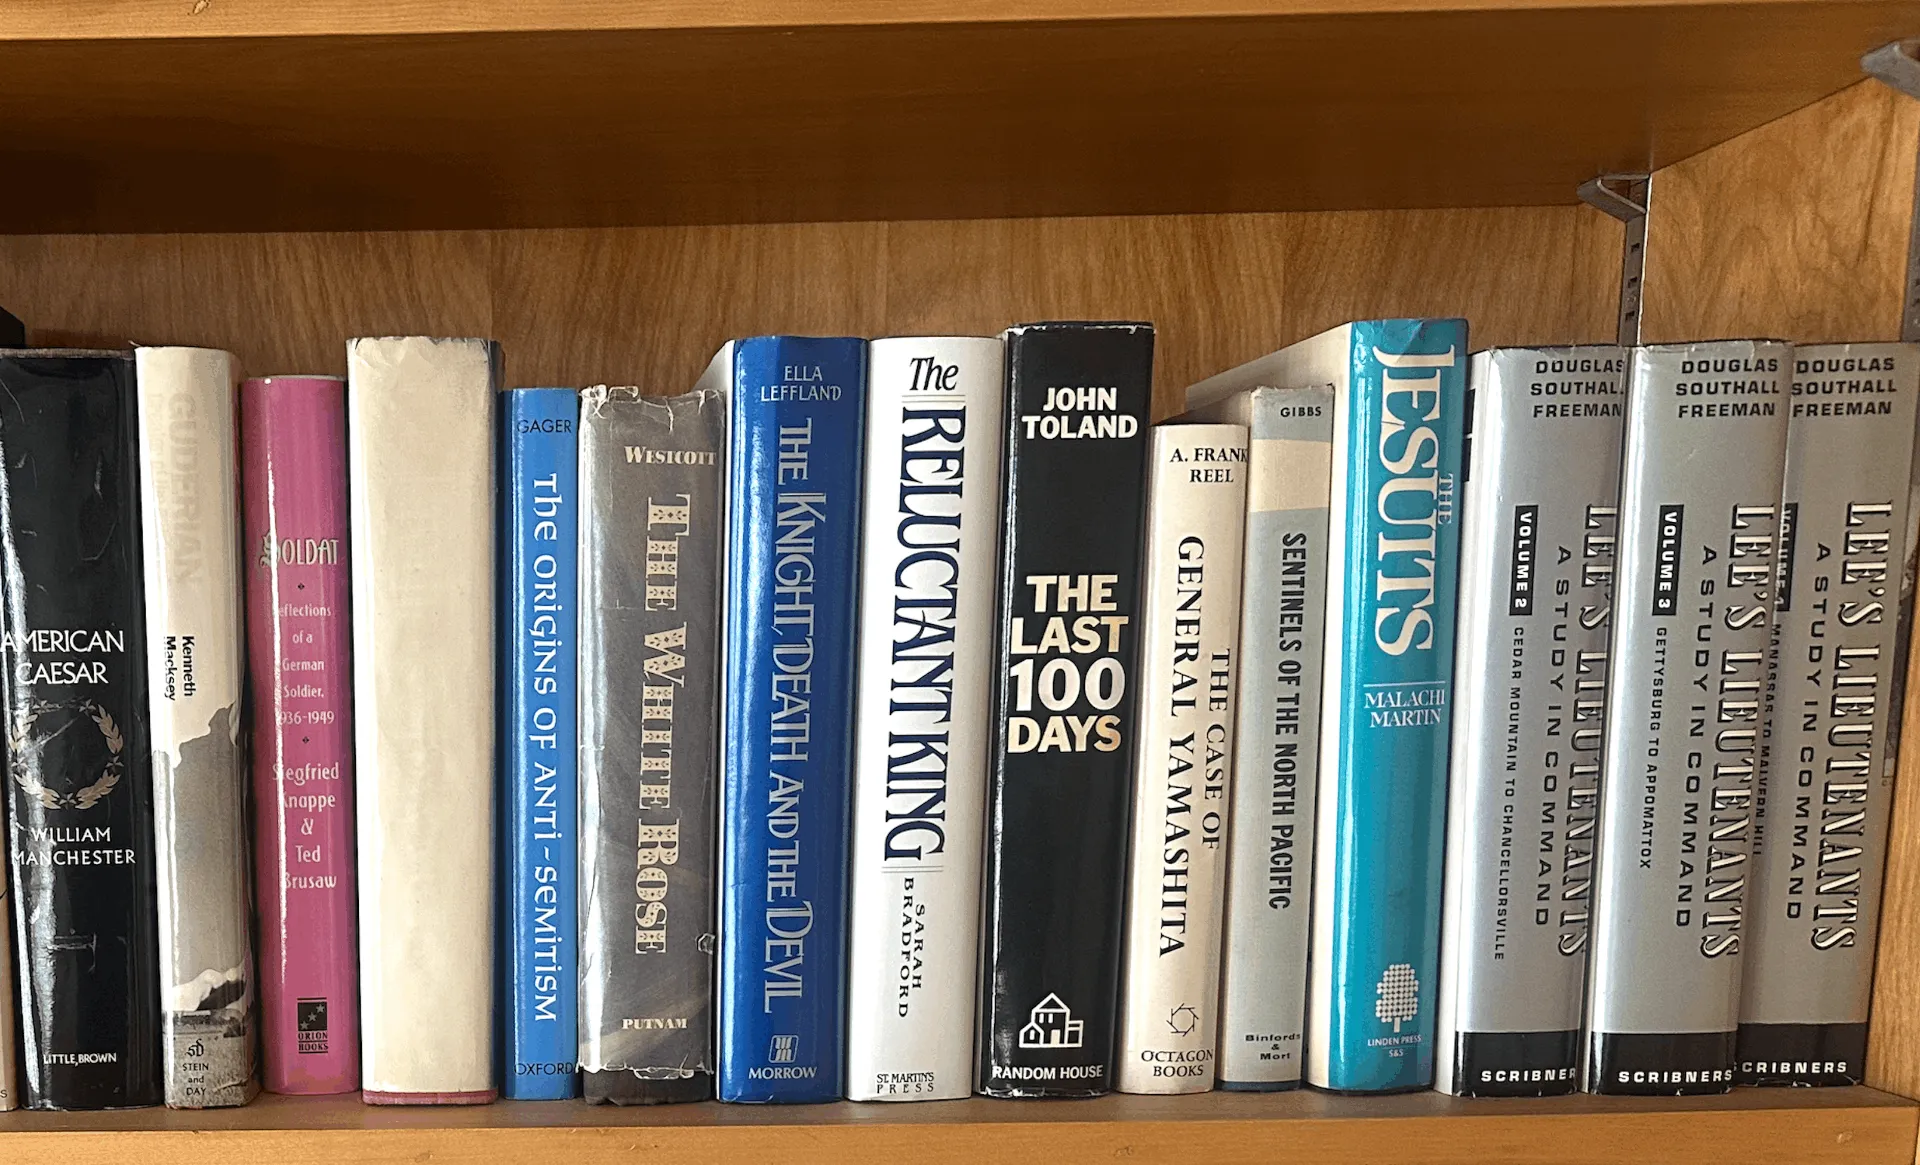 AMERICAN
CAESAR
WILLIAM
MANCHESTER
LITTLE, BROWN
GUDERIAN
Kenneth
Macksey
SD
STEIN
and
DAY
SOLDAT
eflections
of a
German
Soldier,
936-1949
Siegfried
Knappe
&
Ted
Brusaw
ORION
BOOKS
GAGER
THE ORIGINS OF ANTI-SEMITISM
OXFORD
WESTCOTT
THE WHITE ROSE
PUTNAM
ELLA
LEFFLAND
THE KNIGHT, DEATH AND THE DEVIL
MORROW
The
RELUCTANT KING
SARAH
BRADFORD
ST. MARTIN'S
PRESS
JOHN
TOLAND
THE
LAST
100
DAYS
RANDOM HOUSE
A. FRANK
REEL
THE CASE OF
GENERAL YAMASHITA
OCTAGON
BOOKS
GIBBS
SENTINELS OF THE NORTH PACIFIC
Binfords
&
Mort
THE
JESUITS
MALACHI
MARTIN
LINDEN PRESS
S&S
DOUGLAS
SOUTHAL
FREEMAN
LEE'S LIEUTENANTS
A STUDY IN COMMAND
VOLUME 2
CEDAR MOUNTAIN TO CHANCELLORSVILLE
SCRIBNER
DOUGLAS
SOUTHALL
FREEMAN
LEE'S LIEUTENANTS
A STUDY IN COMMAND
VOLUME 3
GETTYSBURG TO APPOMATOX
SCRIBNERS
DOUGLAS
SOUTHALL
FREEMAN
LEE'S LIEUTENANTS
A STUDY IN COMMAND
VOLUME 1
MANASSAS TO MALVERN HILL
SCRIBNERS